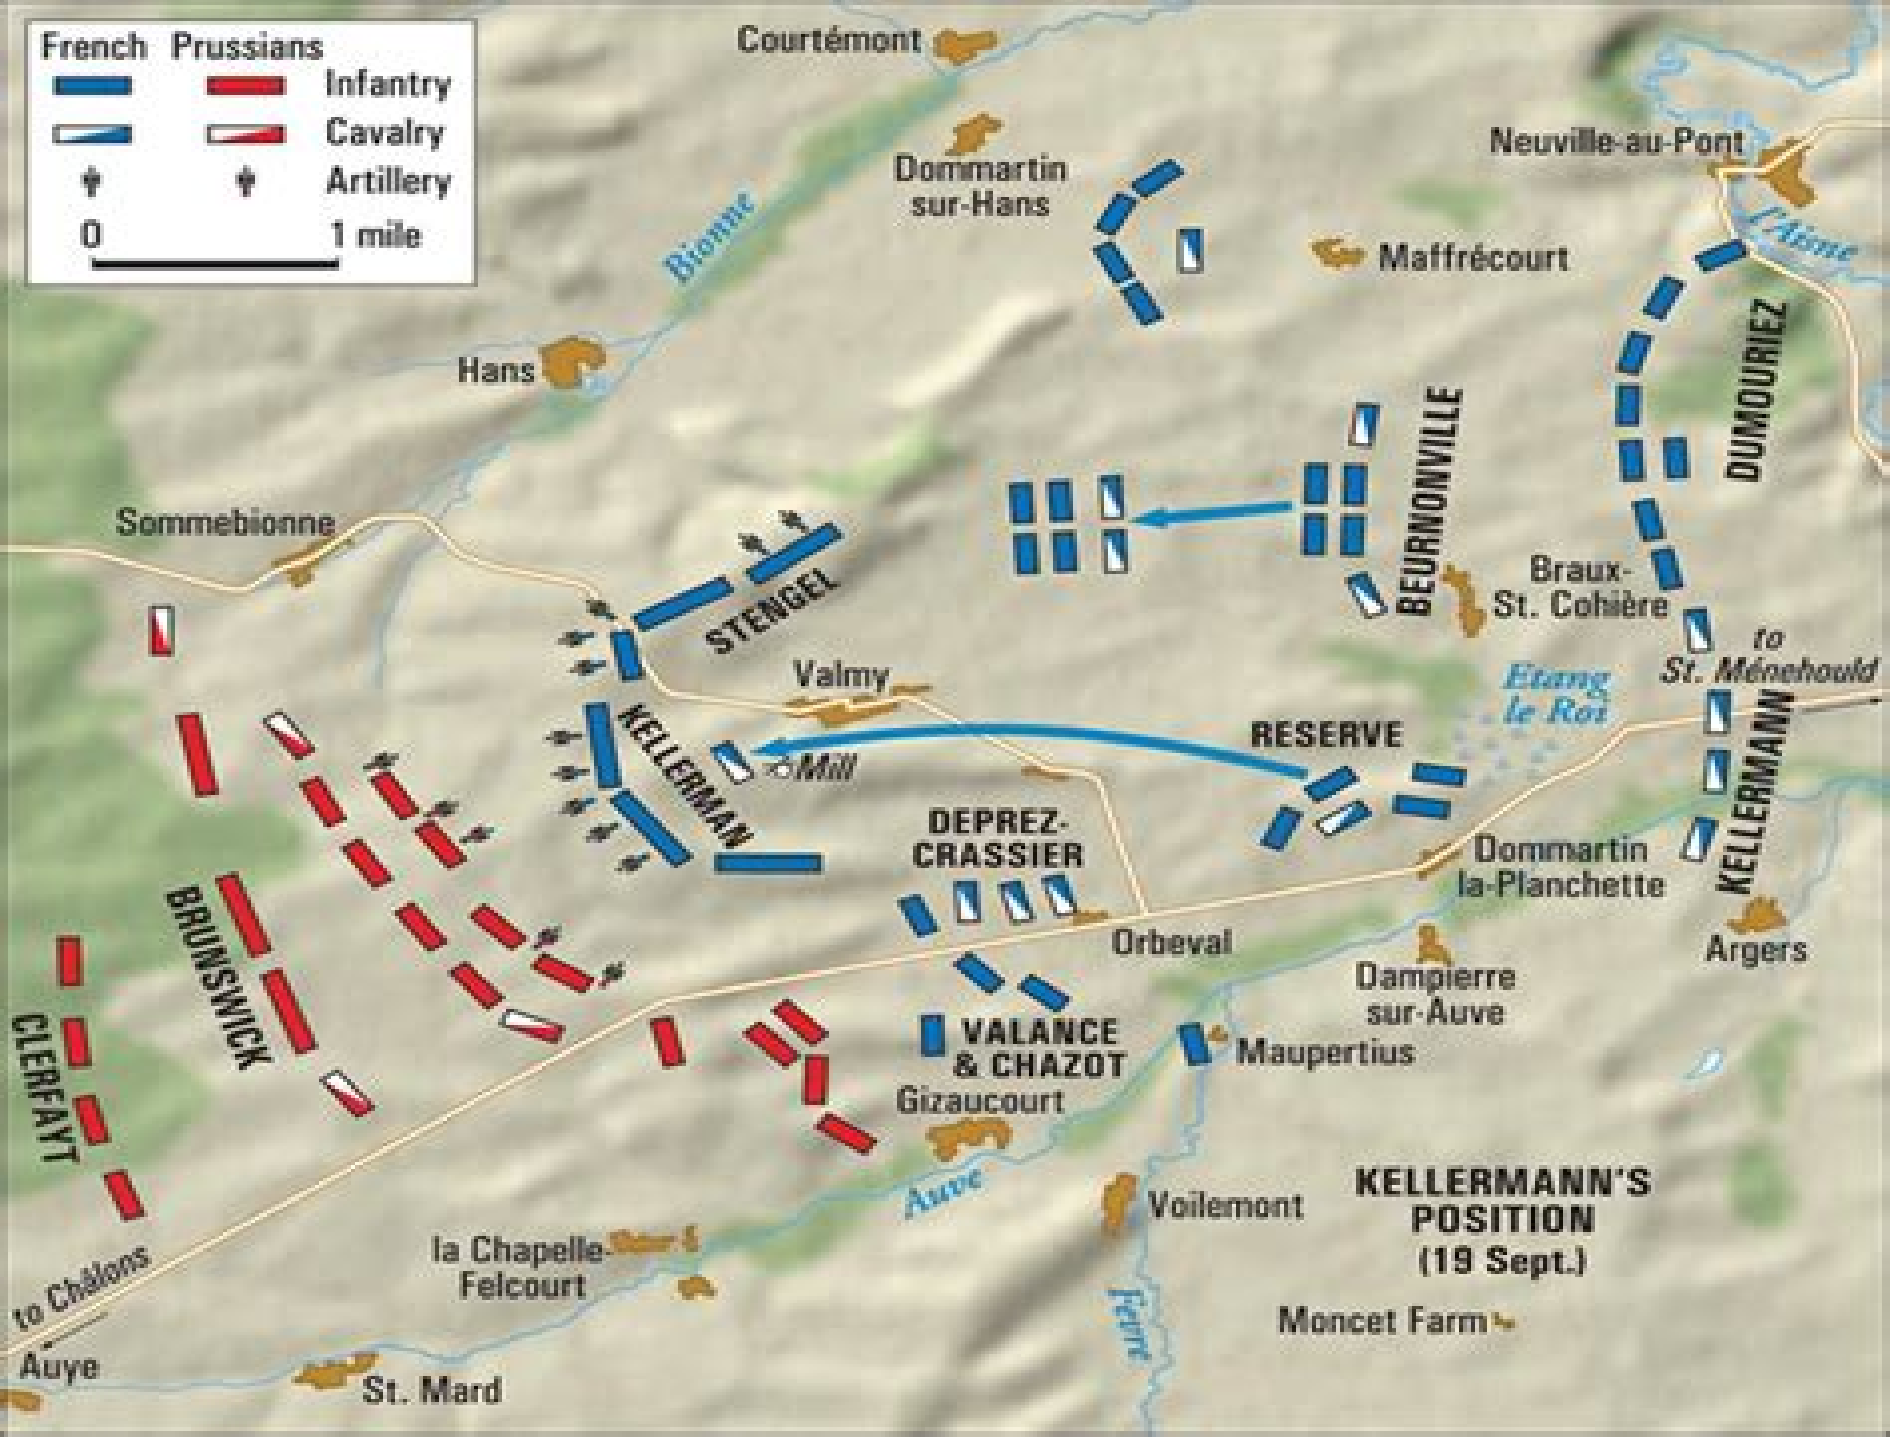 French Prussians
Infantry
Cavalry
Artillery
0 1 mile
Courtémont
Dommartin
sur-Hans
Neuville-au-Pont
l'Aisne
Maffrécourt
Bionne
Hans
DUMOURIEZ
BEURNONVILLE
Sommebionne
STENGEL
Braux-
St. Cohière
to
St. Ménehould
Etang
le Roi
Valmy
KELLERMAN
Mill
RESERVE
KELLERMANN
DEPREZ-
CRASSIER
Dommartin
la-Planchette
Orbeval
Argers
Dampierre
sur-Auve
BRUNSWICK
CLERFAYT
VALANCE
& CHAZOT
Maupertius
Gizaucourt
Auve
Voilemont
KELLERMANN'S
POSITION
(19 Sept.)
la Chapelle-
Felcourt
to Châlons
Moncet Farm
Auye
St. Mard